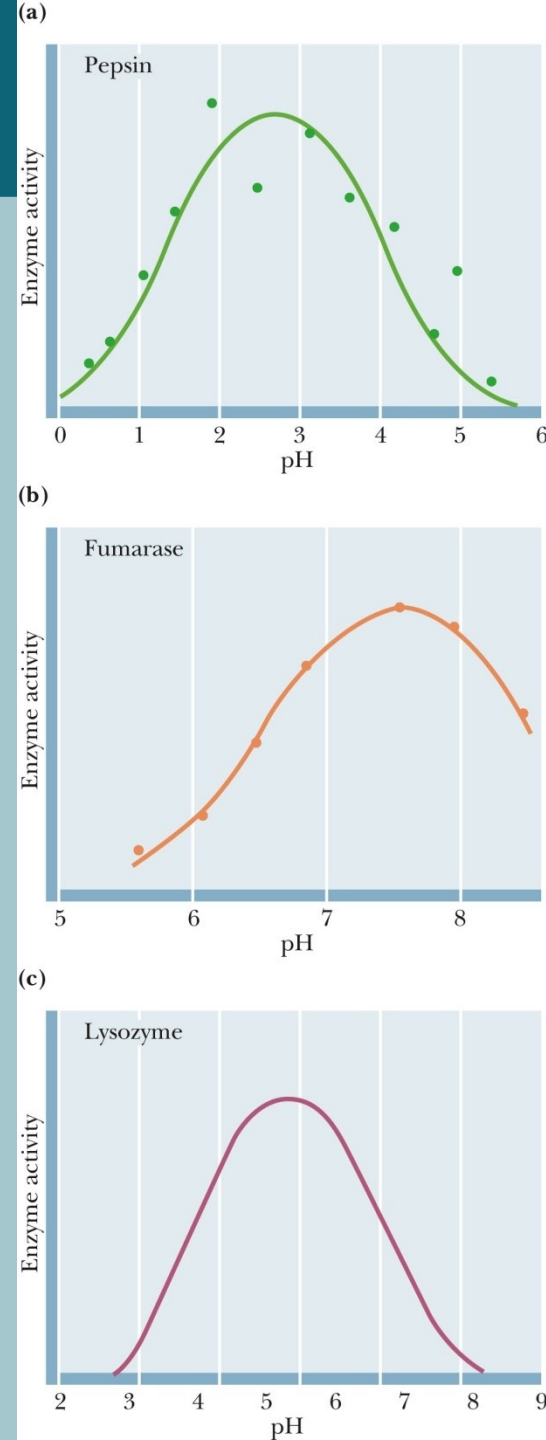 (a)
Pepsin
Enzyme activity
0 1 2 3 4 5 6
pH
(b)
Fumarase
Enzyme activity
5 6 7 8
pH
(c)
Lysozyme
Enzyme activity
2 3 4 5 6 7 8 9
pH